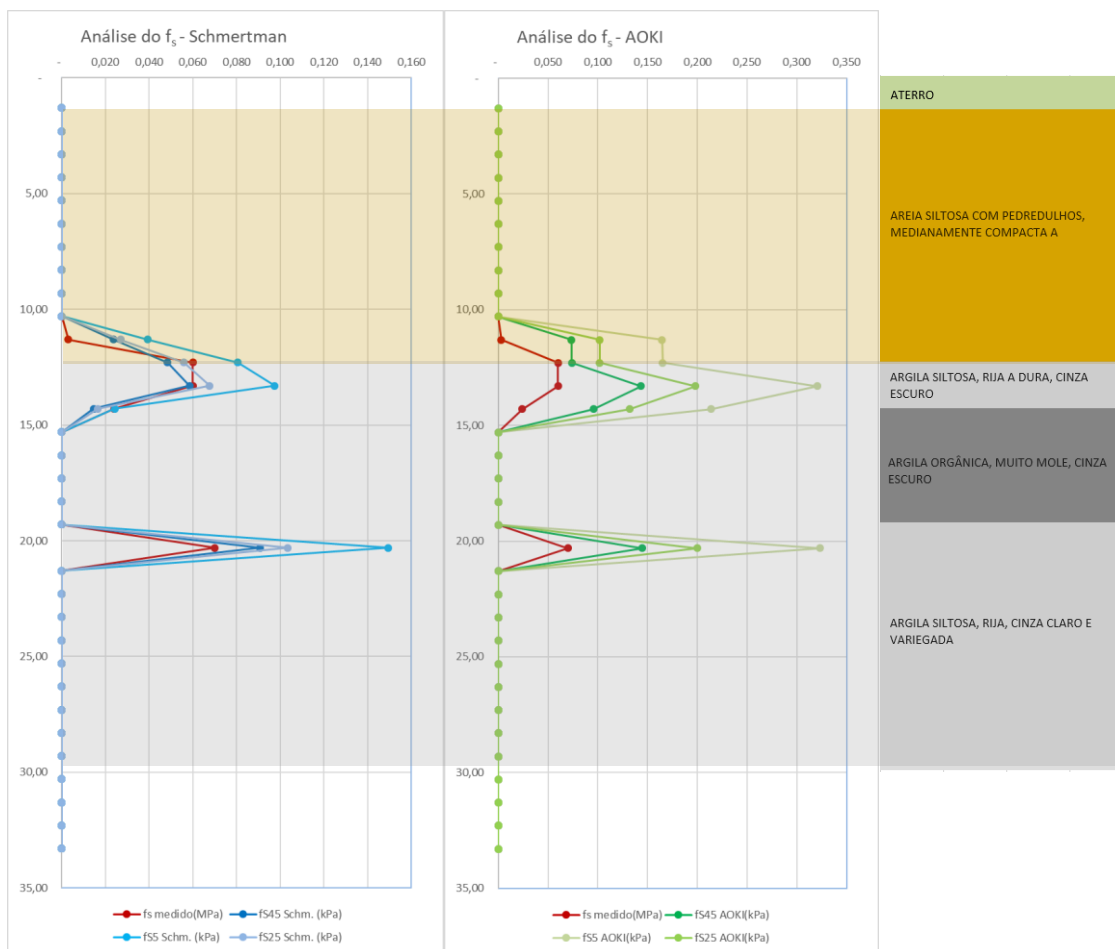 Análise do fs - Schmertman
- 0,020 0,040 0,060 0,080 0,100 0,120 0,140 0,160
-
5,00
10,00
15,00
20,00
25,00
30,00
35,00
fs medido(MPa) fS45 Schm. (kPa)
fS5 Schm. (kPa) fS25 Schm. (kPa)
Análise do fs - AOKI
- 0,050 0,100 0,150 0,200 0,250 0,300 0,350
-
5,00
10,00
15,00
20,00
25,00
30,00
35,00
fs medido(MPa) fS45 AOKI(kPa)
fS5 AOKI(kPa) fS25 AOKI(kPa)
ATERRO
AREIA SILTOSA COM PEDREDULHOS,
MEDIANAMENTE COMPACTA A
ARGILA SILTOSA, RIJA A DURA, CINZA
ESCURO
ARGILA ORGÂNICA, MUITO MOLE, CINZA
ESCURO
ARGILA SILTOSA, RIJA, CINZA CLARO E
VARIEGADA